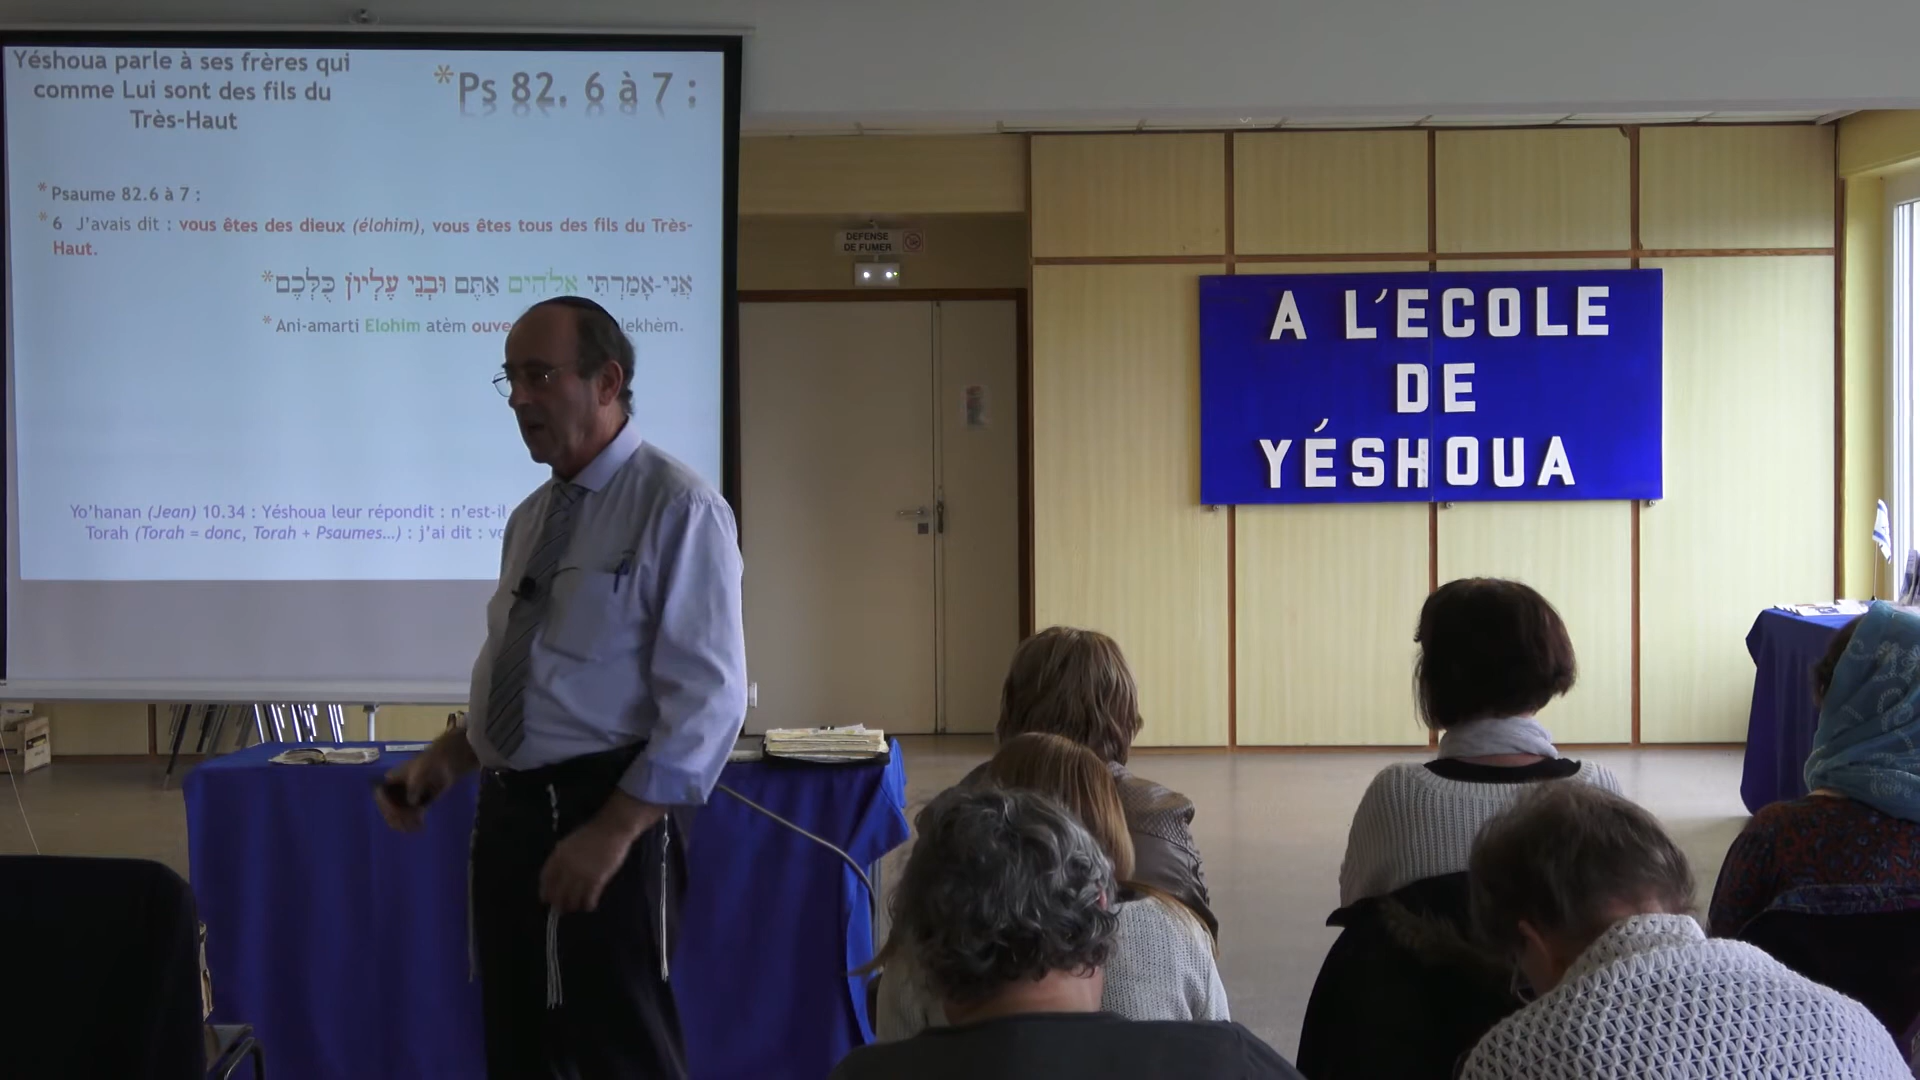 Yéshoua parle à ses frères qui
comme Lui sont des fils du
Très-Haut
*Ps 82. 6 à 7 :
* Psaume 82.6 à 7 :
* 6 J'avais dit : vous êtes des dieux (élohim), vous êtes tous des fils du Très-
Haut.
*אֲנִי-אָמַרְתִּי אֱלֹהִים אַתֶּם וּבְנֵי עֶלְיוֹן כֻּלְּכֶם
* Ani-amarti Elohim atèm ouve lekhèm.
Yo'hanan (Jean) 10.34 : Yéshoua leur répondit : n'est-il
Torah (Torah = donc, Torah + Psaumes...) : j'ai dit :
DEFENSE
DE FUMER
A L'ECOLE
DE
YÉSHOUA